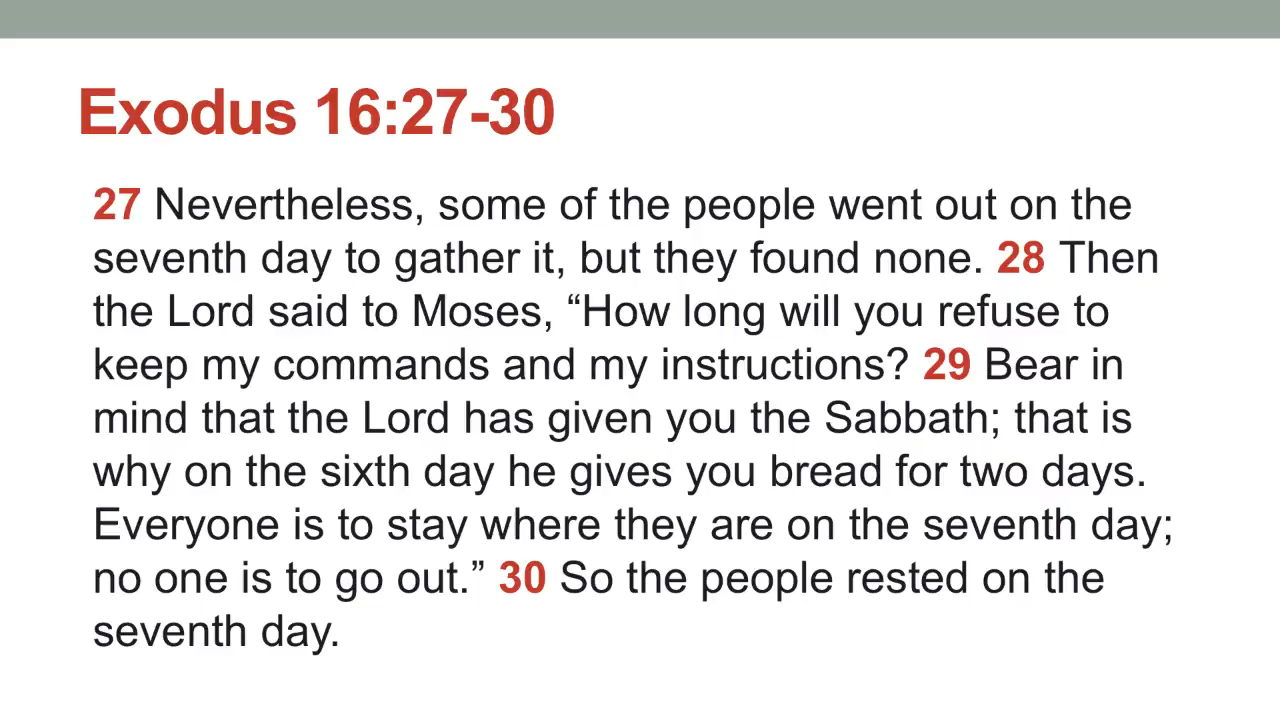 Exodus 16:27-30
27 Nevertheless, some of the people went out on the
seventh day to gather it, but they found none. 28 Then
the Lord said to Moses, “How long will you refuse to
keep my commands and my instructions? 29 Bear in
mind that the Lord has given you the Sabbath; that is
why on the sixth day he gives you bread for two days.
Everyone is to stay where they are on the seventh day;
no one is to go out.” 30 So the people rested on the
seventh day.